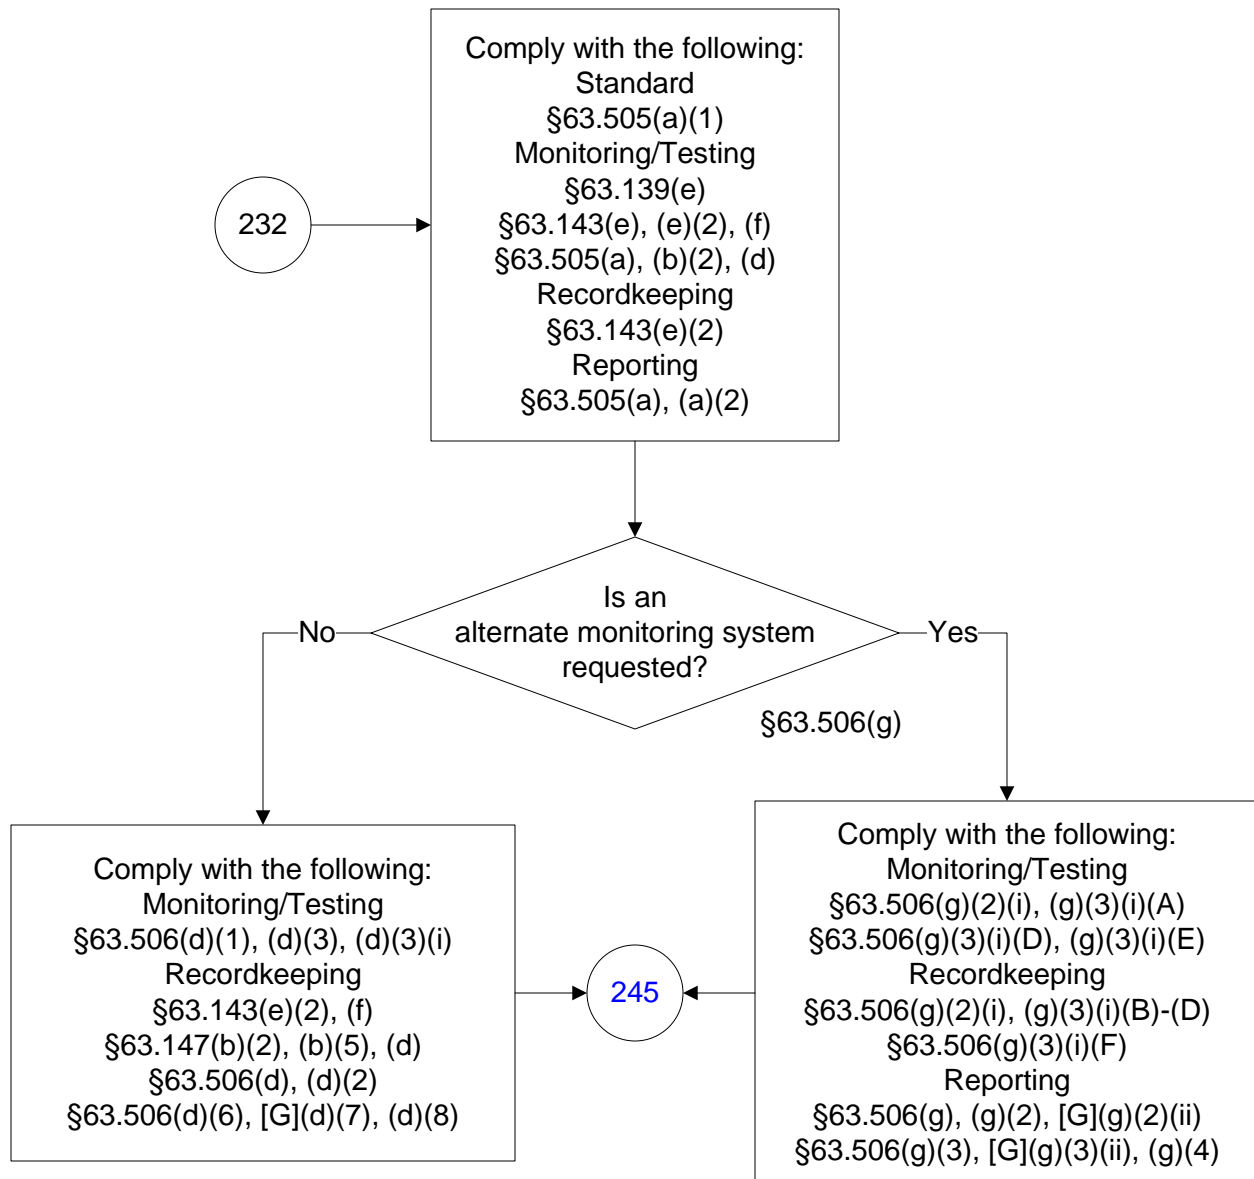 Comply with the following:
Standard
§63.505(a)(1)
Monitoring/Testing
§63.139(e)
§63.143(e), (e)(2), (f)
§63.505(a), (b)(2), (d)
Recordkeeping
§63.143(e)(2)
Reporting
§63.505(a), (a)(2)
232
Is an
alternate monitoring system
requested?
No
Yes
§63.506(g)
Comply with the following:
Monitoring/Testing
§63.506(d)(1), (d)(3), (d)(3)(i)
Recordkeeping
§63.143(e)(2), (f)
§63.147(b)(2), (b)(5), (d)
§63.506(d), (d)(2)
§63.506(d)(6), [G](d)(7), (d)(8)
245
Comply with the following:
Monitoring/Testing
§63.506(g)(2)(i), (g)(3)(i)(A)
§63.506(g)(3)(i)(D), (g)(3)(i)(E)
Recordkeeping
§63.506(g)(2)(i), (g)(3)(i)(B)-(D)
§63.506(g)(3)(i)(F)
Reporting
§63.506(g), (g)(2), [G](g)(2)(ii)
§63.506(g)(3), [G](g)(3)(ii), (g)(4)